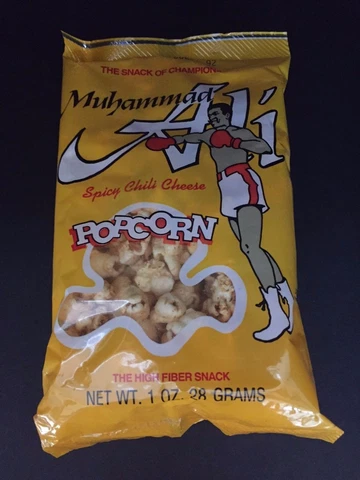 THE SNACK OF CHAMPIONS
Muhammad
Ali
Spicy Chili Cheese
POPCORN
THE HIGH FIBER SNACK
NET WT. 1 OZ. 28 GRAMS